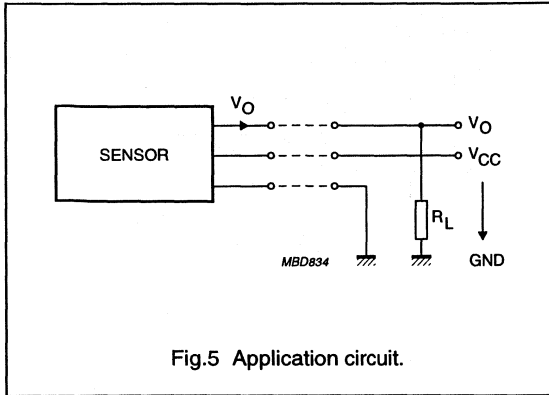 V_O
V_O
SENSOR
V_CC
R_L
MBD834
GND
Fig.5 Application circuit.